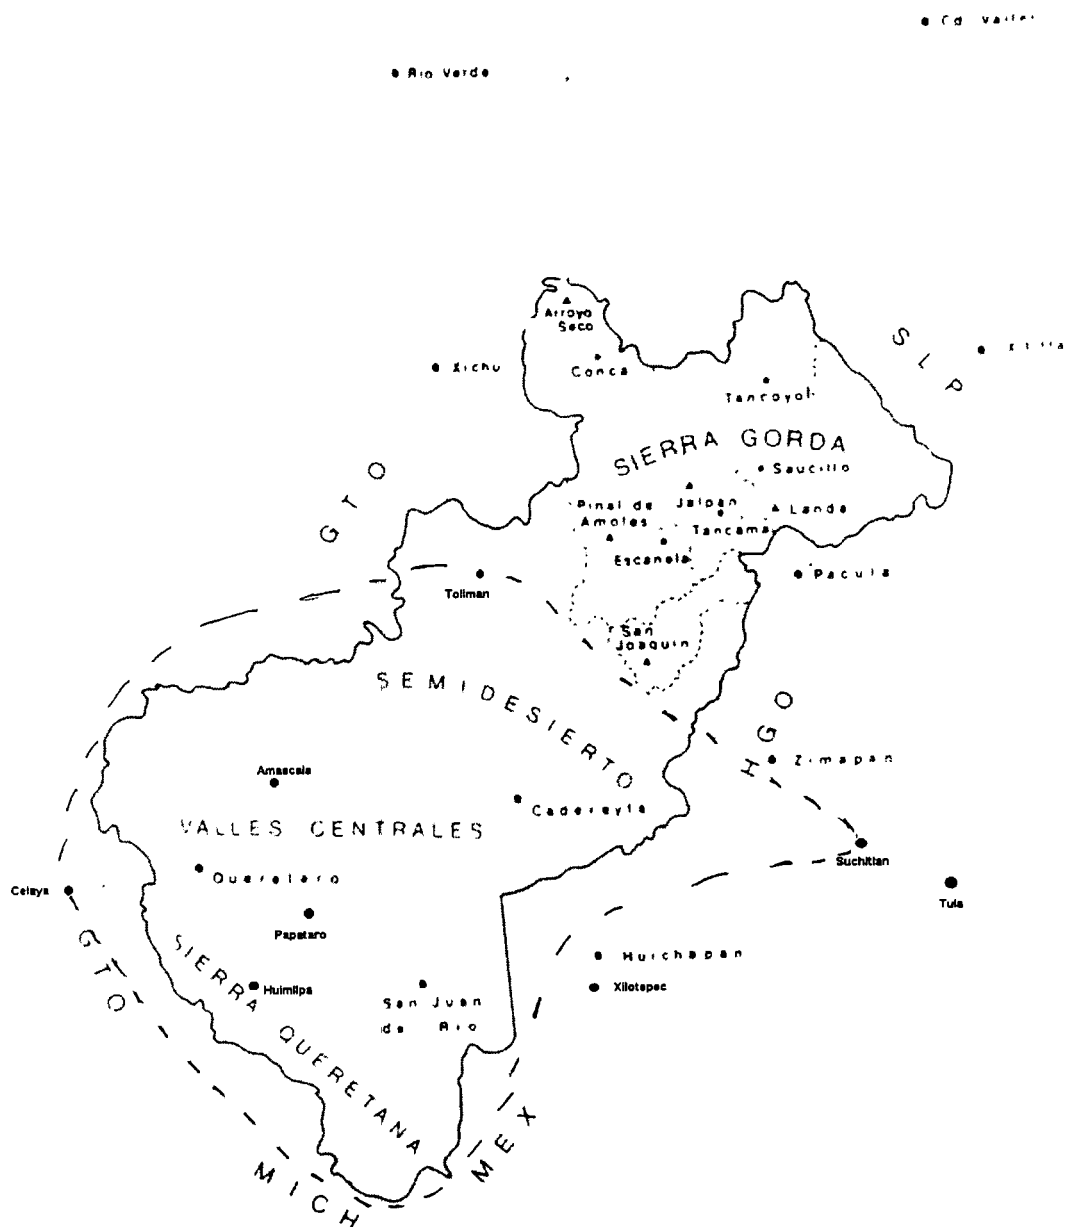 Cd. Valles
Rio Verde
Arroyo
Seco
SLP
Xichu
Conca
Tancoyol
SIERRA GORDA
GTO
Saucillo
Pinal de
Amoles
Jalpan
Landa
Tancama
Escanela
Pacula
Toliman
San
Joaquin
SEMIDESIERTO
HGO
Zimapan
Amascala
Cadereyta
VALLES CENTRALES
Suchitlan
Queretaro
Celaya
Tula
Papataro
GTO
Huichapan
SIERRA QUERETANA
Huimilpa
Xilotepec
San Juan
de Rio
MEX
MICH